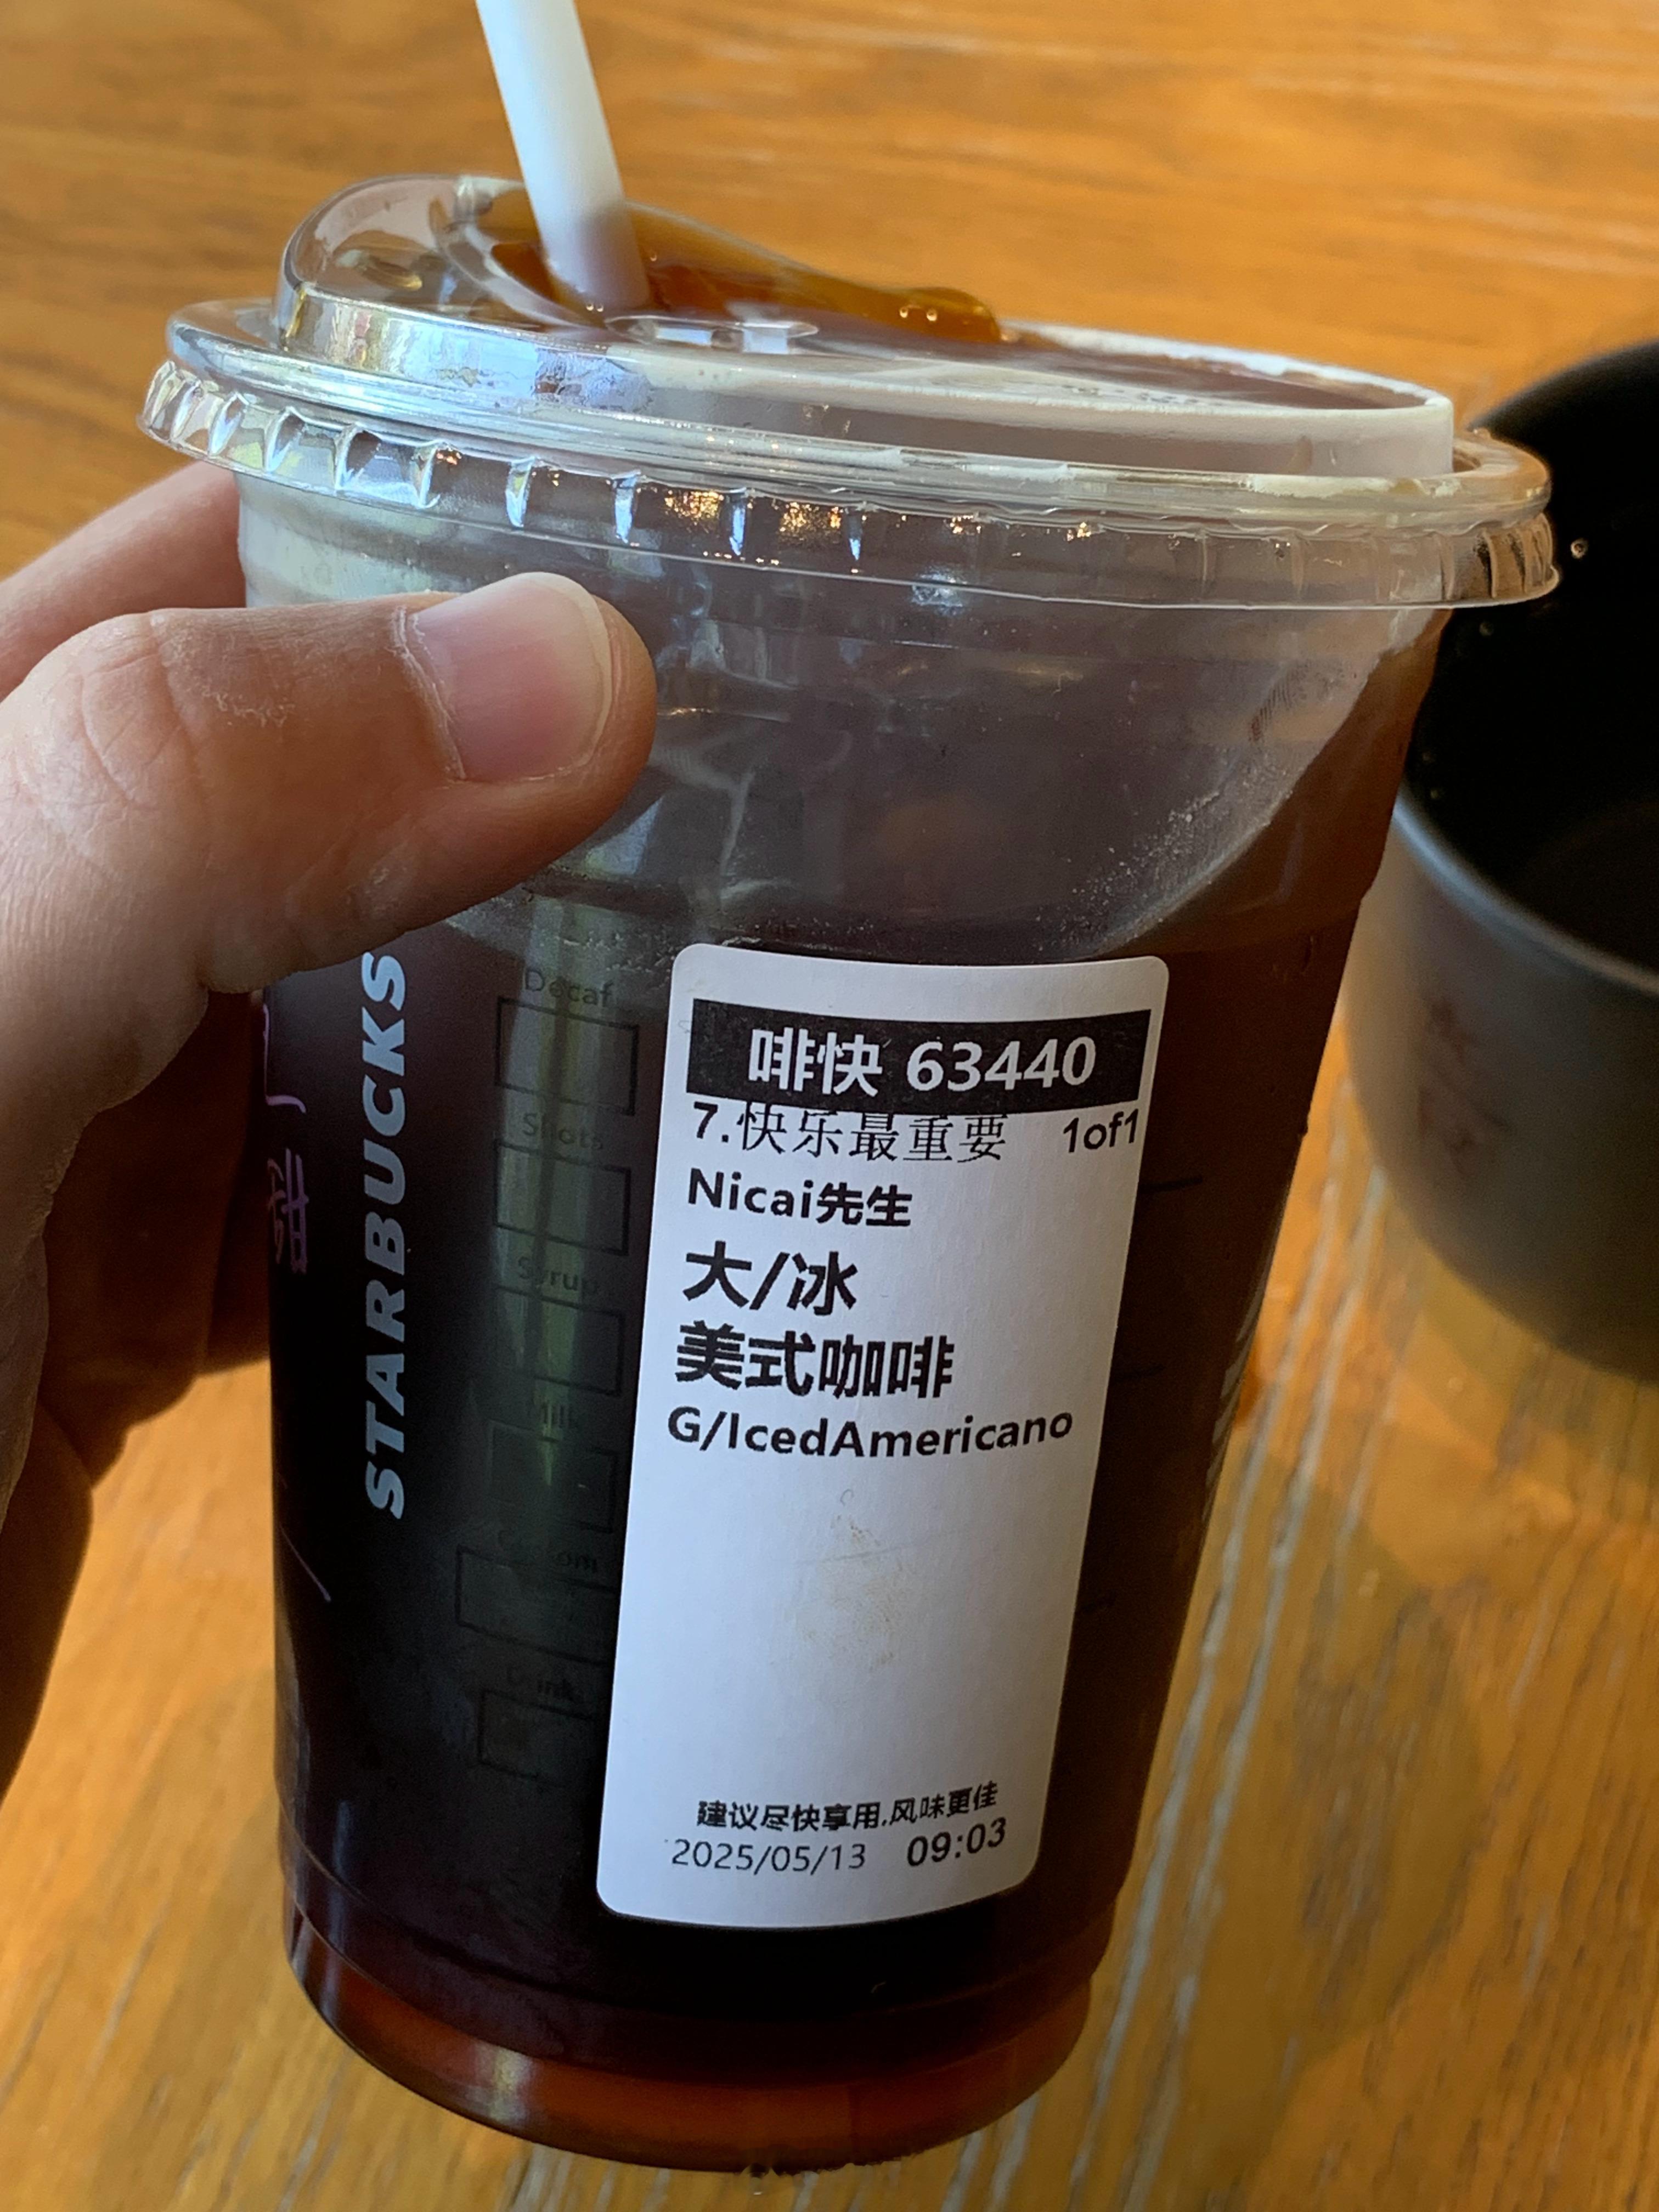 STARBUCKS
Decaf
Shots
Syrup
Milk
Custom
Drink
啡快 63440
7.快乐最重要 1of1
Nicai先生
大/冰
美式咖啡
G/IcedAmericano
建议尽快享用,风味更佳
2025/05/13 09:03